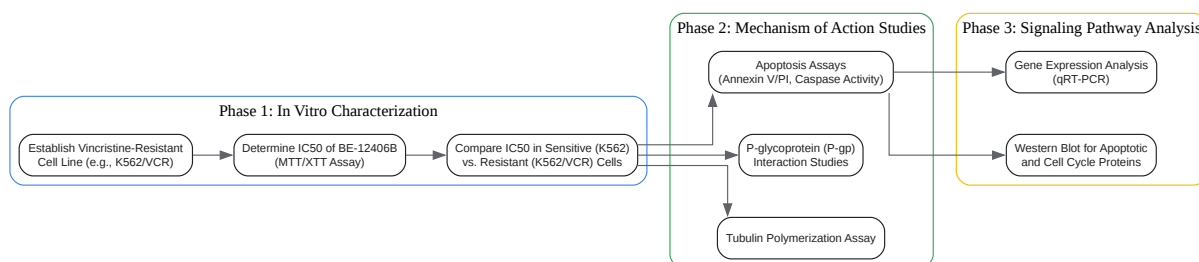 Phase 1: In Vitro Characterization
Establish Vincristine-Resistant
Cell Line (e.g., K562/VCR)
Determine IC50 of BE-12406B
(MTT/XTT Assay)
Compare IC50 in Sensitive (K562)
vs. Resistant (K562/VCR) Cells
Phase 2: Mechanism of Action Studies
Apoptosis Assays
(Annexin V/PI, Caspase Activity)
P-glycoprotein (P-gp)
Interaction Studies
Tubulin Polymerization Assay
Phase 3: Signaling Pathway Analysis
Gene Expression Analysis
(qRT-PCR)
Western Blot for Apoptotic
and Cell Cycle Proteins